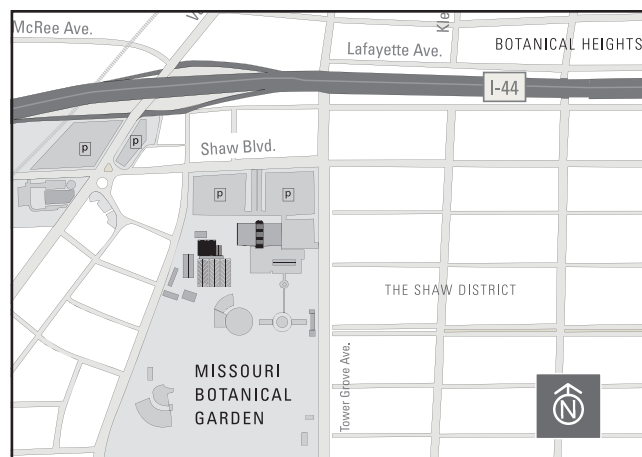 McRee Ave.
Lafayette Ave.
BOTANICAL HEIGHTS
I-44
P
P
Shaw Blvd.
P
P
THE SHAW DISTRICT
MISSOURI
BOTANICAL
GARDEN
Tower Grove Ave.
N